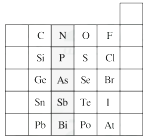 C N O F
Si P S Cl
Ge As Se Br
Sn Sb Te I
Pb Bi Po At